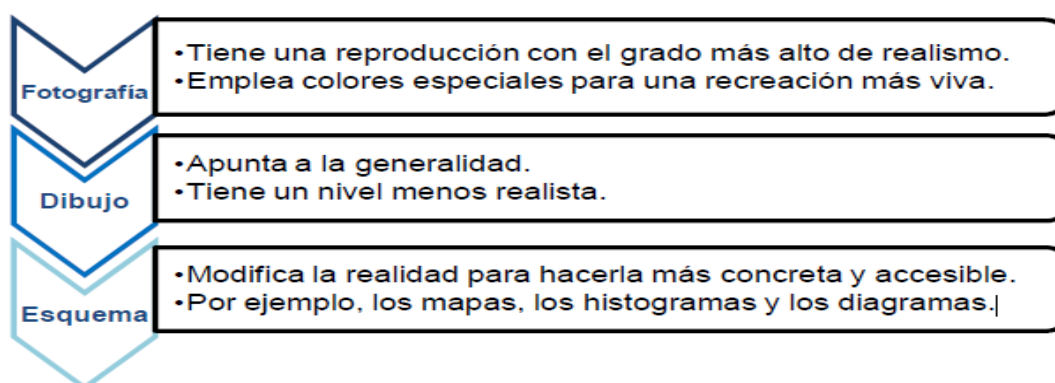 Fotografía
•Tiene una reproducción con el grado más alto de realismo.
•Emplea colores especiales para una recreación más viva.
Dibujo
•Apunta a la generalidad.
•Tiene un nivel menos realista.
Esquema
•Modifica la realidad para hacerla más concreta y accesible.
•Por ejemplo, los mapas, los histogramas y los diagramas.